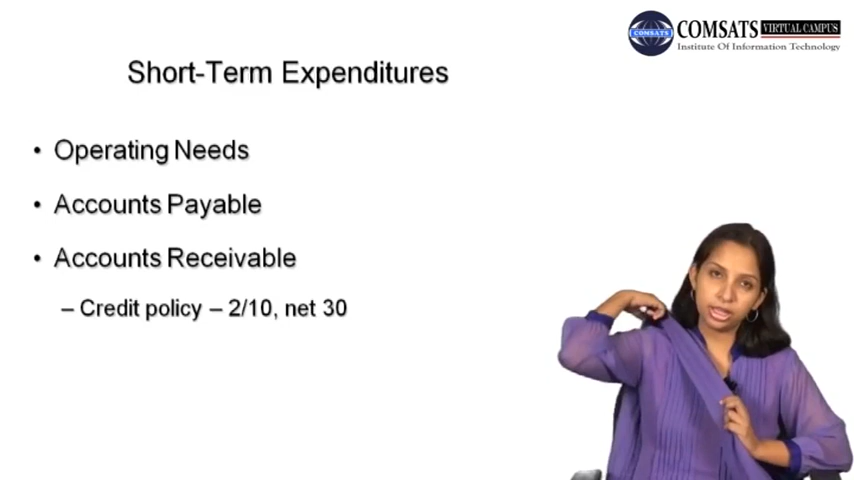 COMSATS VIRTUAL CAMPUS
COMSATS
Institute Of Information Technology
Short-Term Expenditures
• Operating Needs
• Accounts Payable
• Accounts Receivable
– Credit policy – 2/10, net 30